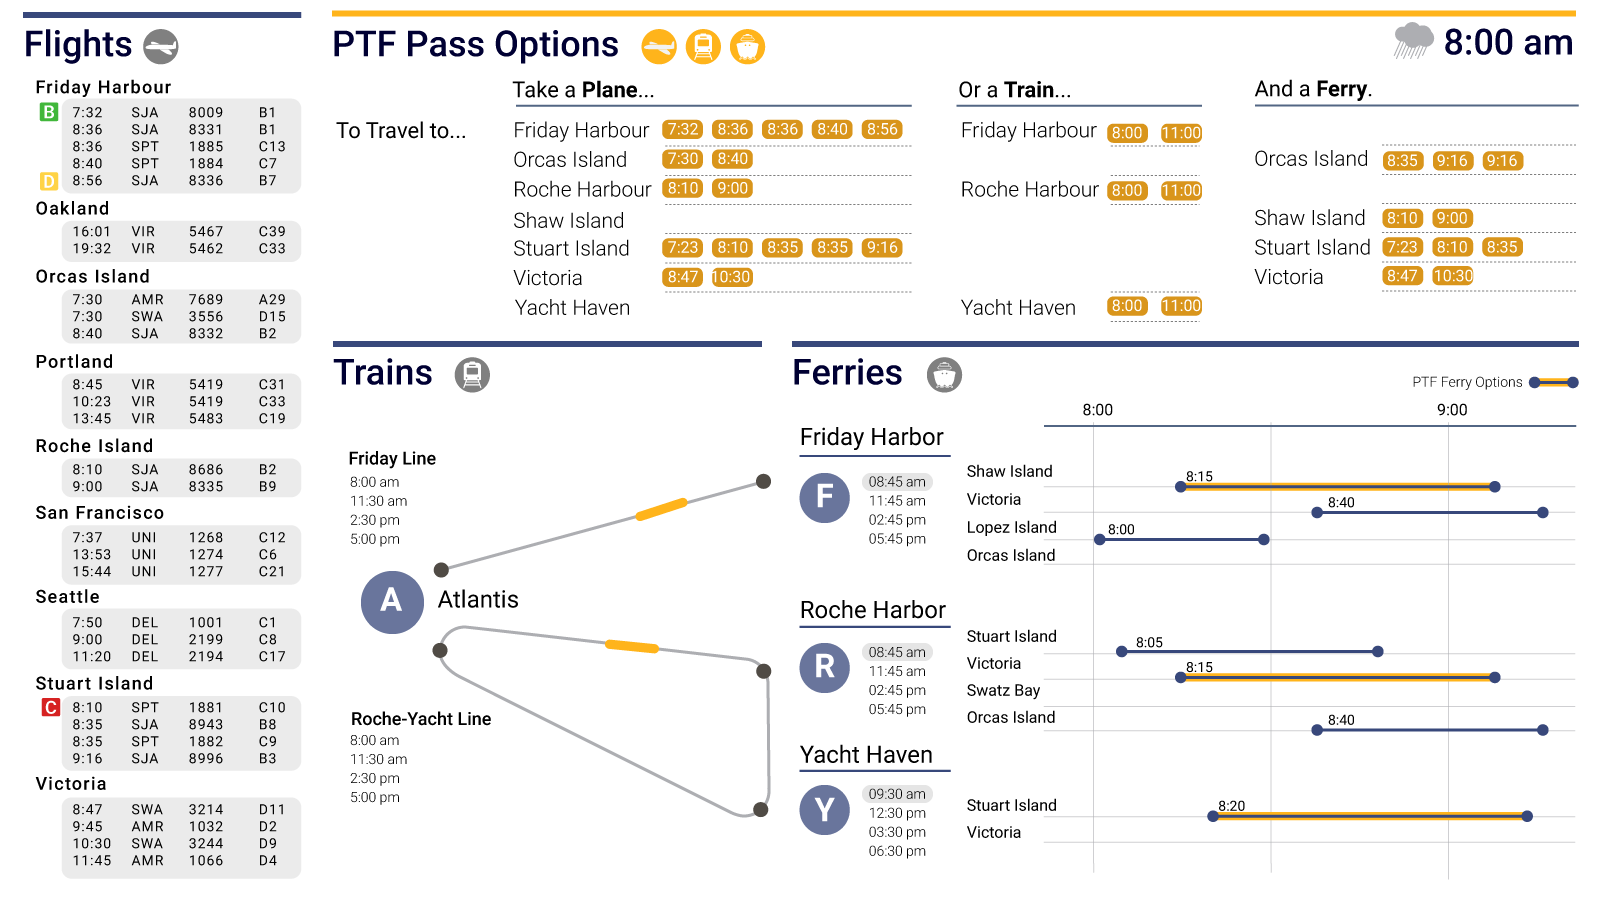 Flights
Friday Harbour
B
7:32 SJA 8009 B1
8:36 SJA 8331 B1
8:36 SPT 1885 C13
8:40 SPT 1884 C7
D
8:56 SJA 8336 B7
Oakland
16:01 VIR 5467 C39
19:32 VIR 5462 C33
Orcas Island
7:30 AMR 7689 A29
7:30 SWA 3556 D15
8:40 SJA 8332 B2
Portland
8:45 VIR 5419 C31
10:23 VIR 5419 C33
13:45 VIR 5483 C19
Roche Island
8:10 SJA 8686 B2
9:00 SJA 8335 B9
San Francisco
7:37 UNI 1268 C12
13:53 UNI 1274 C6
15:44 UNI 1277 C21
Seattle
7:50 DEL 1001 C1
9:00 DEL 2199 C8
11:20 DEL 2194 C17
Stuart Island
C
8:10 SPT 1881 C10
8:35 SJA 8943 B8
8:35 SPT 1882 C9
9:16 SJA 8996 B3
Victoria
8:47 SWA 3214 D11
9:45 AMR 1032 D2
10:30 SWA 3244 D9
11:45 AMR 1066 D4
PTF Pass Options
8:00 am
To Travel to...
Take a Plane...
Friday Harbour 7:32 8:36 8:36 8:40 8:56
Orcas Island 7:30 8:40
Roche Harbour 8:10 9:00
Shaw Island
Stuart Island 7:23 8:10 8:35 8:35 9:16
Victoria 8:47 10:30
Yacht Haven
Or a Train...
Friday Harbour 8:00 11:00
Roche Harbour 8:00 11:00
Yacht Haven 8:00 11:00
And a Ferry.
Orcas Island 8:35 9:16 9:16
Shaw Island 8:10 9:00
Stuart Island 7:23 8:10 8:35
Victoria 8:47 10:30
Trains
Friday Line
8:00 am
11:30 am
2:30 pm
5:00 pm
A Atlantis
Roche-Yacht Line
8:00 am
11:30 am
2:30 pm
5:00 pm
Ferries
PTF Ferry Options
8:00 9:00
Friday Harbor
F
08:45 am
11:45 am
02:45 pm
05:45 pm
Shaw Island 8:15
Victoria 8:40
Lopez Island 8:00
Orcas Island
Roche Harbor
R
08:45 am
11:45 am
02:45 pm
05:45 pm
Stuart Island 8:05
Victoria 8:15
Swatz Bay
Orcas Island 8:40
Yacht Haven
Y
09:30 am
12:30 pm
03:30 pm
06:30 pm
Stuart Island 8:20
Victoria